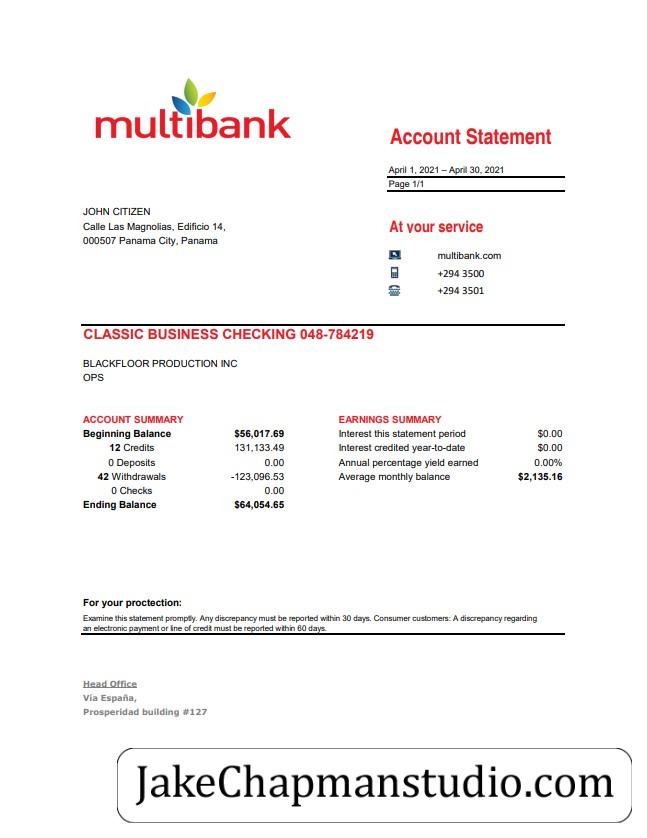 multibank
Account Statement
April 1, 2021 – April 30, 2021
Page 1/1
JOHN CITIZEN
Calle Las Magnolias, Edificio 14,
000507 Panama City, Panama
At your service
multibank.com
+294 3500
+294 3501
CLASSIC BUSINESS CHECKING 048-784219
BLACKFLOOR PRODUCTION INC
OPS
ACCOUNT SUMMARY
Beginning Balance $56,017.69
12 Credits 131,133.49
0 Deposits 0.00
42 Withdrawals -123,096.53
0 Checks 0.00
Ending Balance $64,054.65
EARNINGS SUMMARY
Interest this statement period $0.00
Interest credited year-to-date $0.00
Annual percentage yield earned 0.00%
Average monthly balance $2,135.16
For your proctection:
Examine this statement promptly. Any discrepancy must be reported within 30 days. Consumer customers: A discrepancy regarding
an electronic payment or line of credit must be reported within 60 days.
Head Office
Vía España,
Prosperidad building #127
JakeChapmanstudio.com